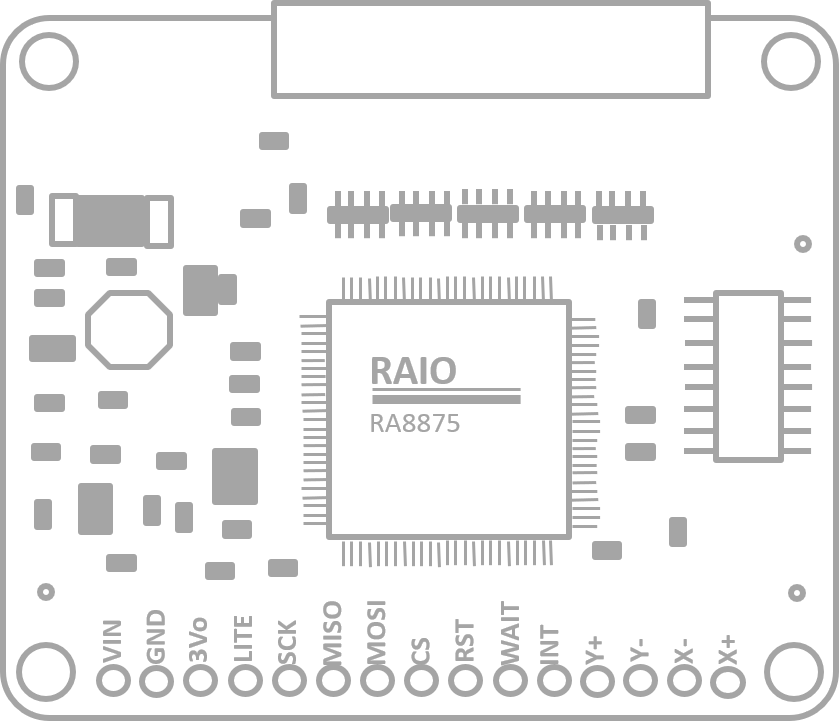 RAIO
RA8875
VIN
GND
3Vo
LITE
SCK
MISO
MOSI
CS
RST
WAIT
INT
Y+
Y-
X-
X+